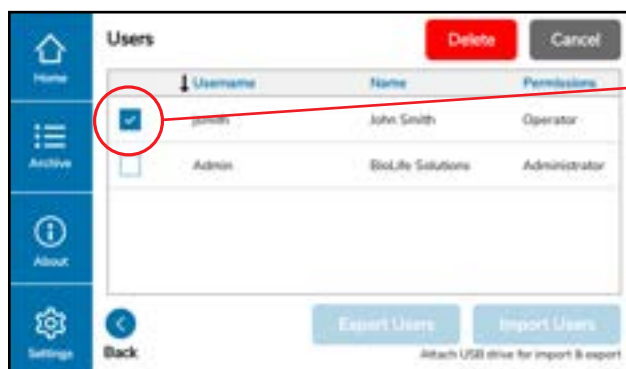 Users
Delete
Cancel
Home
Username
Name
Permissions
jsmith
John Smith
Operator
Archive
Admin
BioLife Solutions
Administrator
About
Export Users
Import Users
Settings
Back
Attach USB drive for import & export